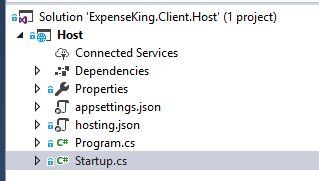 Solution 'ExpenseKing.Client.Host' (1 project)
Host
Connected Services
Dependencies
Properties
appsettings.json
hosting.json
C# Program.cs
C# Startup.cs